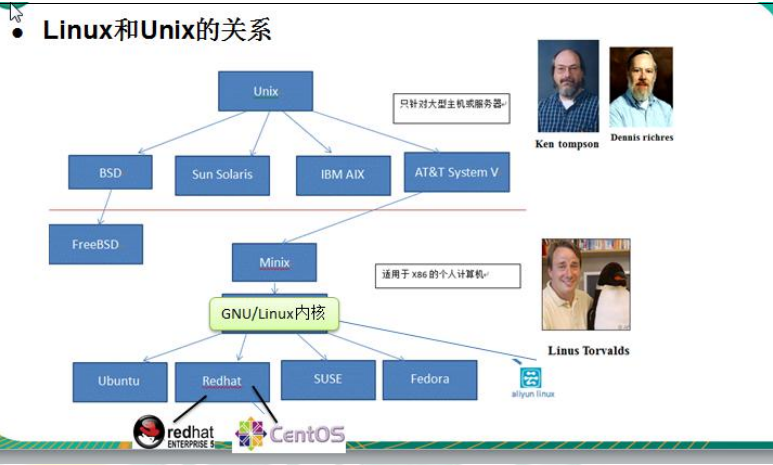 Linux和Unix的关系
Unix
只针对大型主机或服务器
Ken tompson
Dennis richres
BSD
Sun Solaris
IBM AIX
AT&T System V
FreeBSD
Minix
适用于 X86 的个人计算机
GNU/Linux内核
Linus Torvalds
Ubuntu
Redhat
SUSE
Fedora
aliyun linux
redhat
ENTERPRISE 5
CentOS